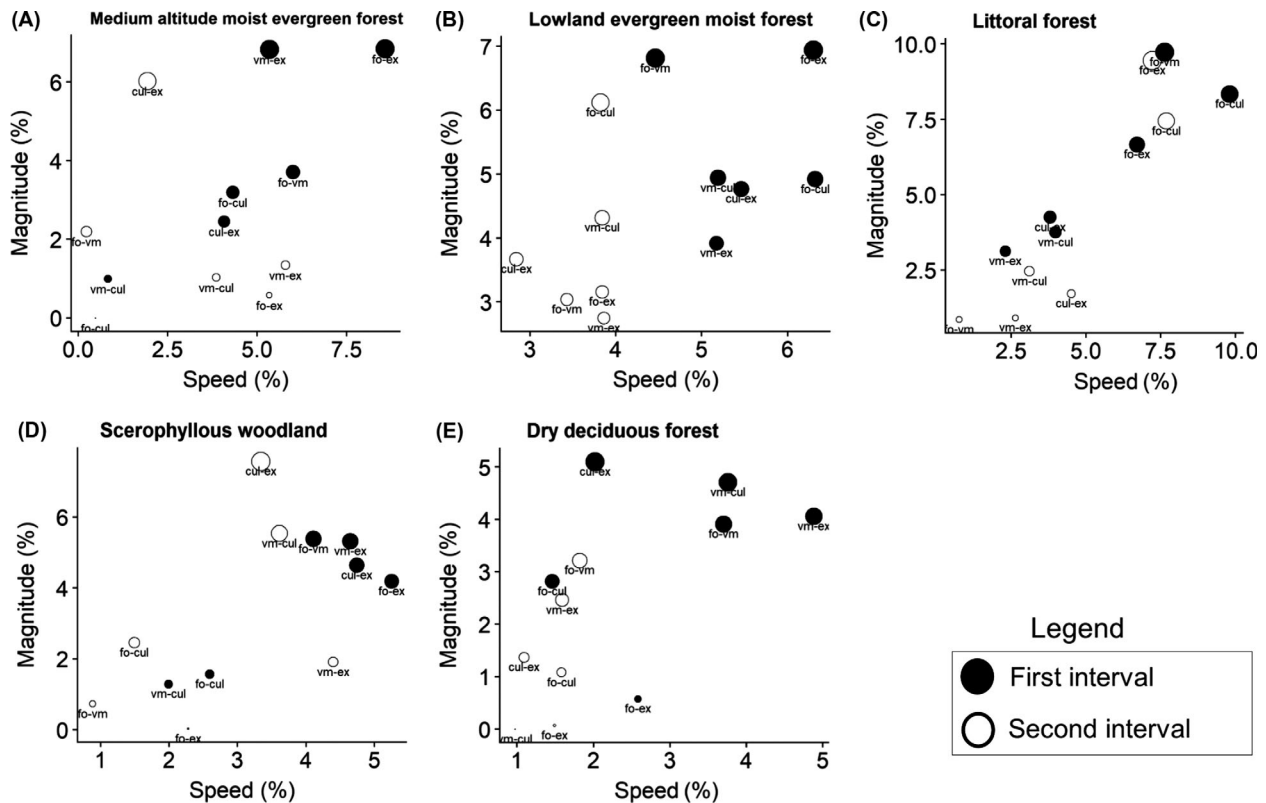 (A) Medium altitude moist evergreen forest
Magnitude (%)
6
4
2
0
vm-ex
fo-ex
cul-ex
fo-vm
fo-cul
cul-ex
fo-vm
vm-ex
vm-cul
vm-cul
fo-ex
fo-cul
0.0 2.5 5.0 7.5
Speed (%)
(B) Lowland evergreen moist forest
Magnitude (%)
7
6
5
4
3
fo-ex
fo-vm
fo-cul
vm-cul
cul-ex
fo-cul
vm-cul
vm-ex
cul-ex
fo-vm
fo-ex
vm-ex
3 4 5 6
Speed (%)
(C) Littoral forest
Magnitude (%)
10.0
7.5
5.0
2.5
fo-vm
fo-ex
fo-cul
fo-cul
fo-ex
cul-ex
vm-cul
vm-ex
vm-cul
cul-ex
fo-vm
vm-ex
2.5 5.0 7.5 10.0
Speed (%)
(D) Scerophyllous woodland
Magnitude (%)
6
4
2
0
cul-ex
vm-cul
fo-vm
vm-ex
cul-ex
fo-ex
fo-cul
vm-ex
vm-cul
fo-cul
fo-vm
fo-ex
1 2 3 4 5
Speed (%)
(E) Dry deciduous forest
Magnitude (%)
5
4
3
2
1
0
cul-ex
vm-cul
fo-vm
vm-ex
fo-vm
fo-cul
vm-ex
cul-ex
fo-cul
fo-ex
vm-cul
fo-ex
1 2 3 4 5
Speed (%)
Legend
First interval
Second interval